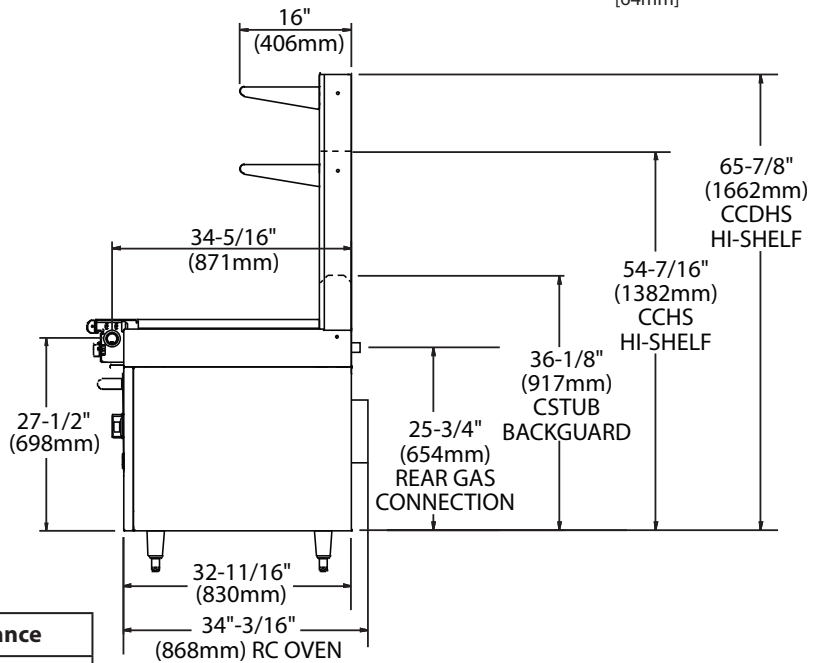 [64mm]
16"
(406mm)
65-7/8"
(1662mm)
CCDHS
HI-SHELF
34-5/16"
(871mm)
54-7/16"
(1382mm)
CCHS
HI-SHELF
36-1/8"
(917mm)
CSTUB
BACKGUARD
27-1/2"
(698mm)
25-3/4"
(654mm)
REAR GAS
CONNECTION
32-11/16"
(830mm)
34"-3/16"
(868mm) RC OVEN
ance